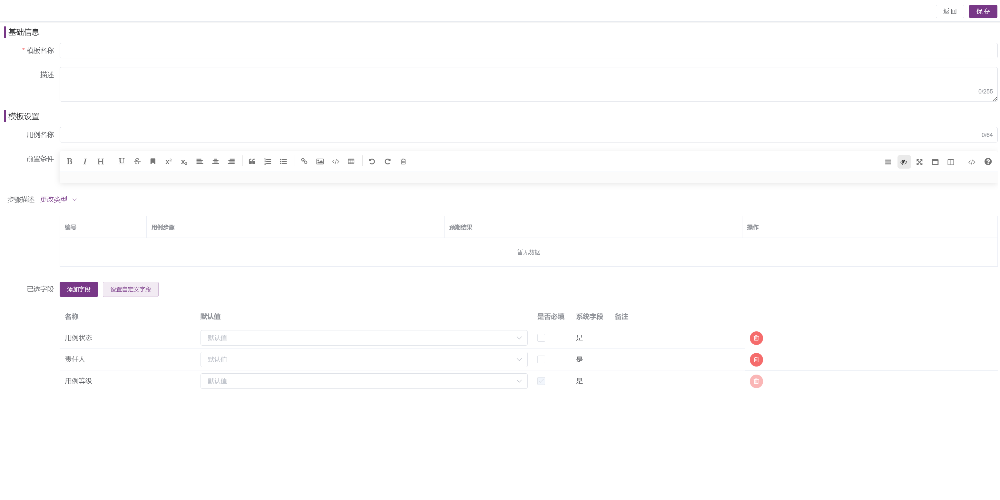 返回 保存
基础信息
* 模板名称
描述
0/255
模板设置
用例名称 0/64
前置条件
步骤描述 更改类型
编号 用例步骤 预期结果 操作
暂无数据
已选字段 添加字段 设置自定义字段
名称 默认值 是否必填 系统字段 备注
用例状态 默认值 是
责任人 默认值 是
用例等级 默认值 是